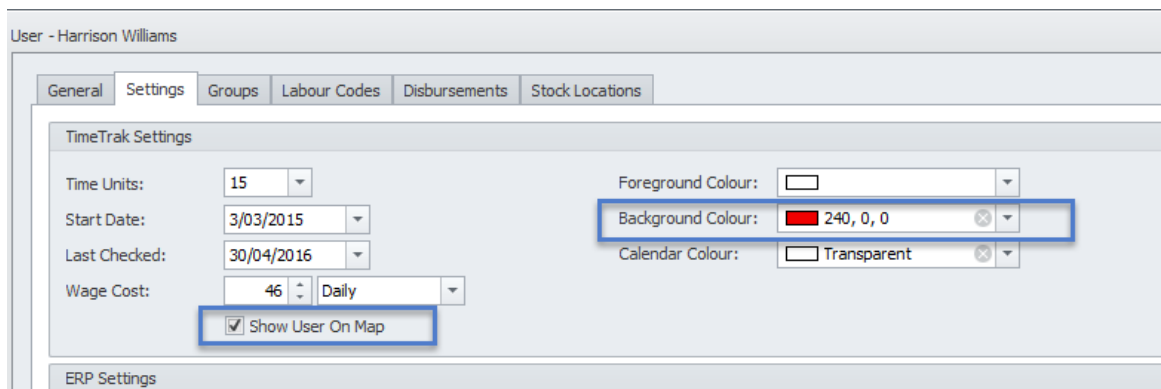 User - Harrison Williams
General Settings Groups Labour Codes Disbursements Stock Locations
TimeTrak Settings
Time Units: 15 Foreground Colour:
Start Date: 3/03/2015 Background Colour: 240, 0, 0
Last Checked: 30/04/2016 Calendar Colour: Transparent
Wage Cost: 46 Daily
Show User On Map
ERP Settings